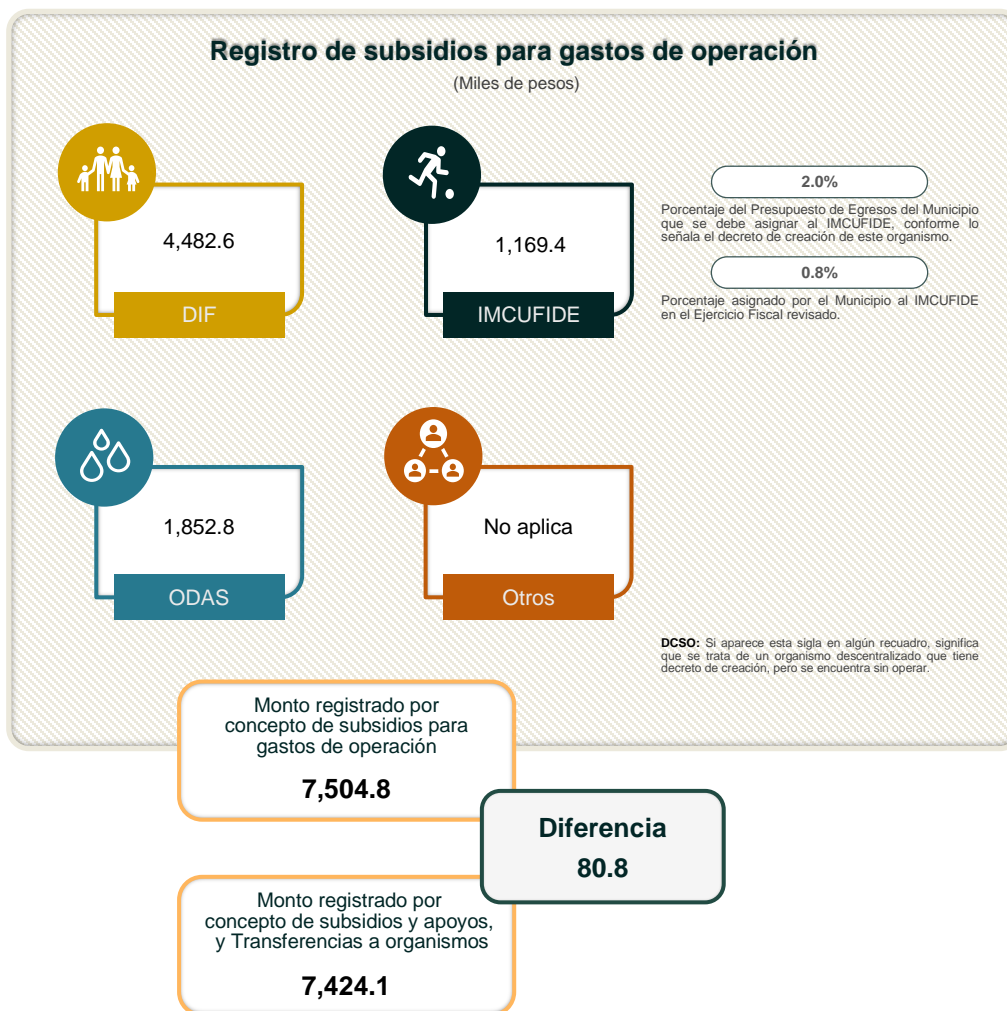 Registro de subsidios para gastos de operación
(Miles de pesos)
4,482.6
DIF
1,169.4
IMCUFIDE
2.0%
Porcentaje del Presupuesto de Egresos del Municipio
que se debe asignar al IMCUFIDE, conforme lo
señala el decreto de creación de este organismo.
0.8%
Porcentaje asignado por el Municipio al IMCUFIDE
en el Ejercicio Fiscal revisado.
1,852.8
ODAS
No aplica
Otros
DCSO: Si aparece esta sigla en algún recuadro, significa
que se trata de un organismo descentralizado que tiene
decreto de creación, pero se encuentra sin operar.
Monto registrado por
concepto de subsidios para
gastos de operación
7,504.8
Diferencia
80.8
Monto registrado por
concepto de subsidios y apoyos,
y Transferencias a organismos
7,424.1